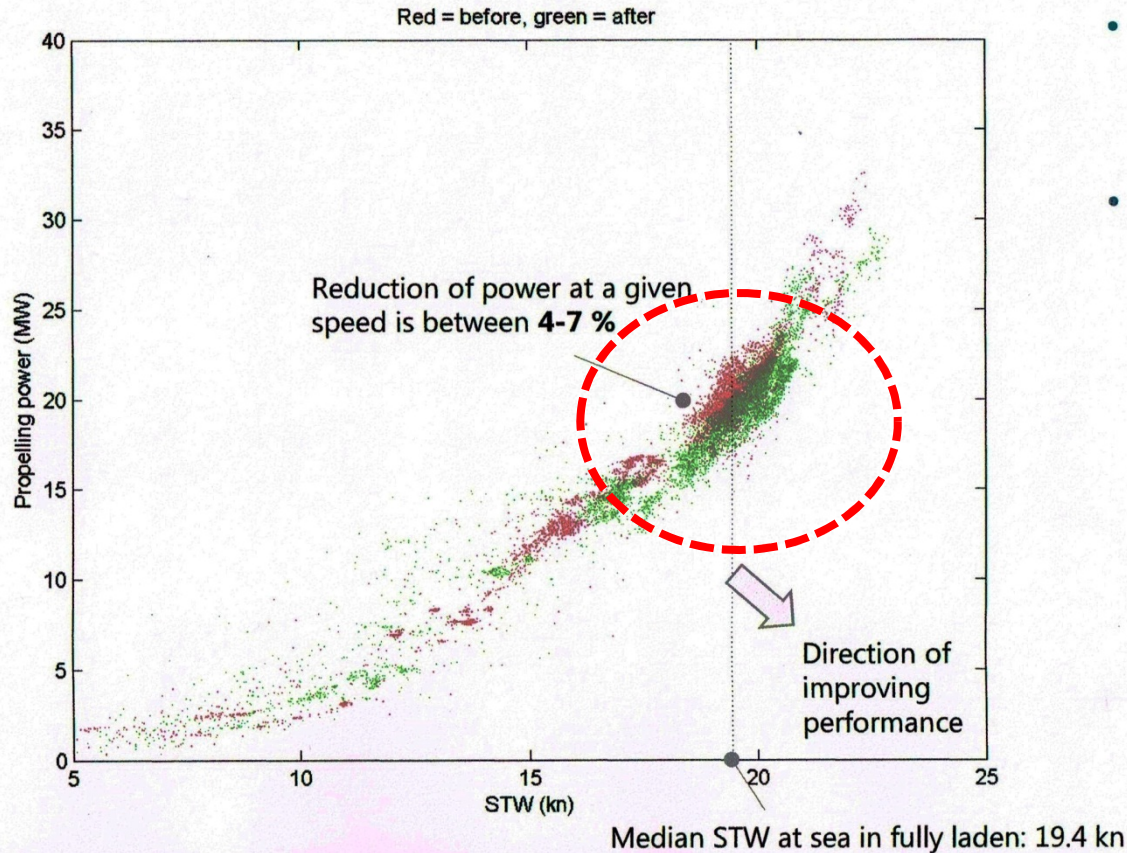 Red = before, green = after
40
35
30
25
20
15
10
5
0
Propelling power (MW)
Reduction of power at a given
speed is between 4-7 %
Direction of
improving
performance
5
10
15
20
25
STW (kn)
Median STW at sea in fully laden: 19.4 kn